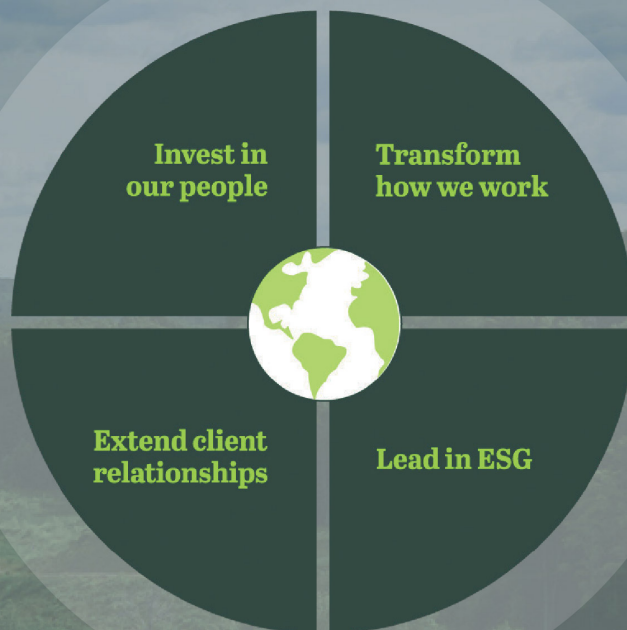 Invest in
our people
Transform
how we work
Extend client
relationships
Lead in ESG